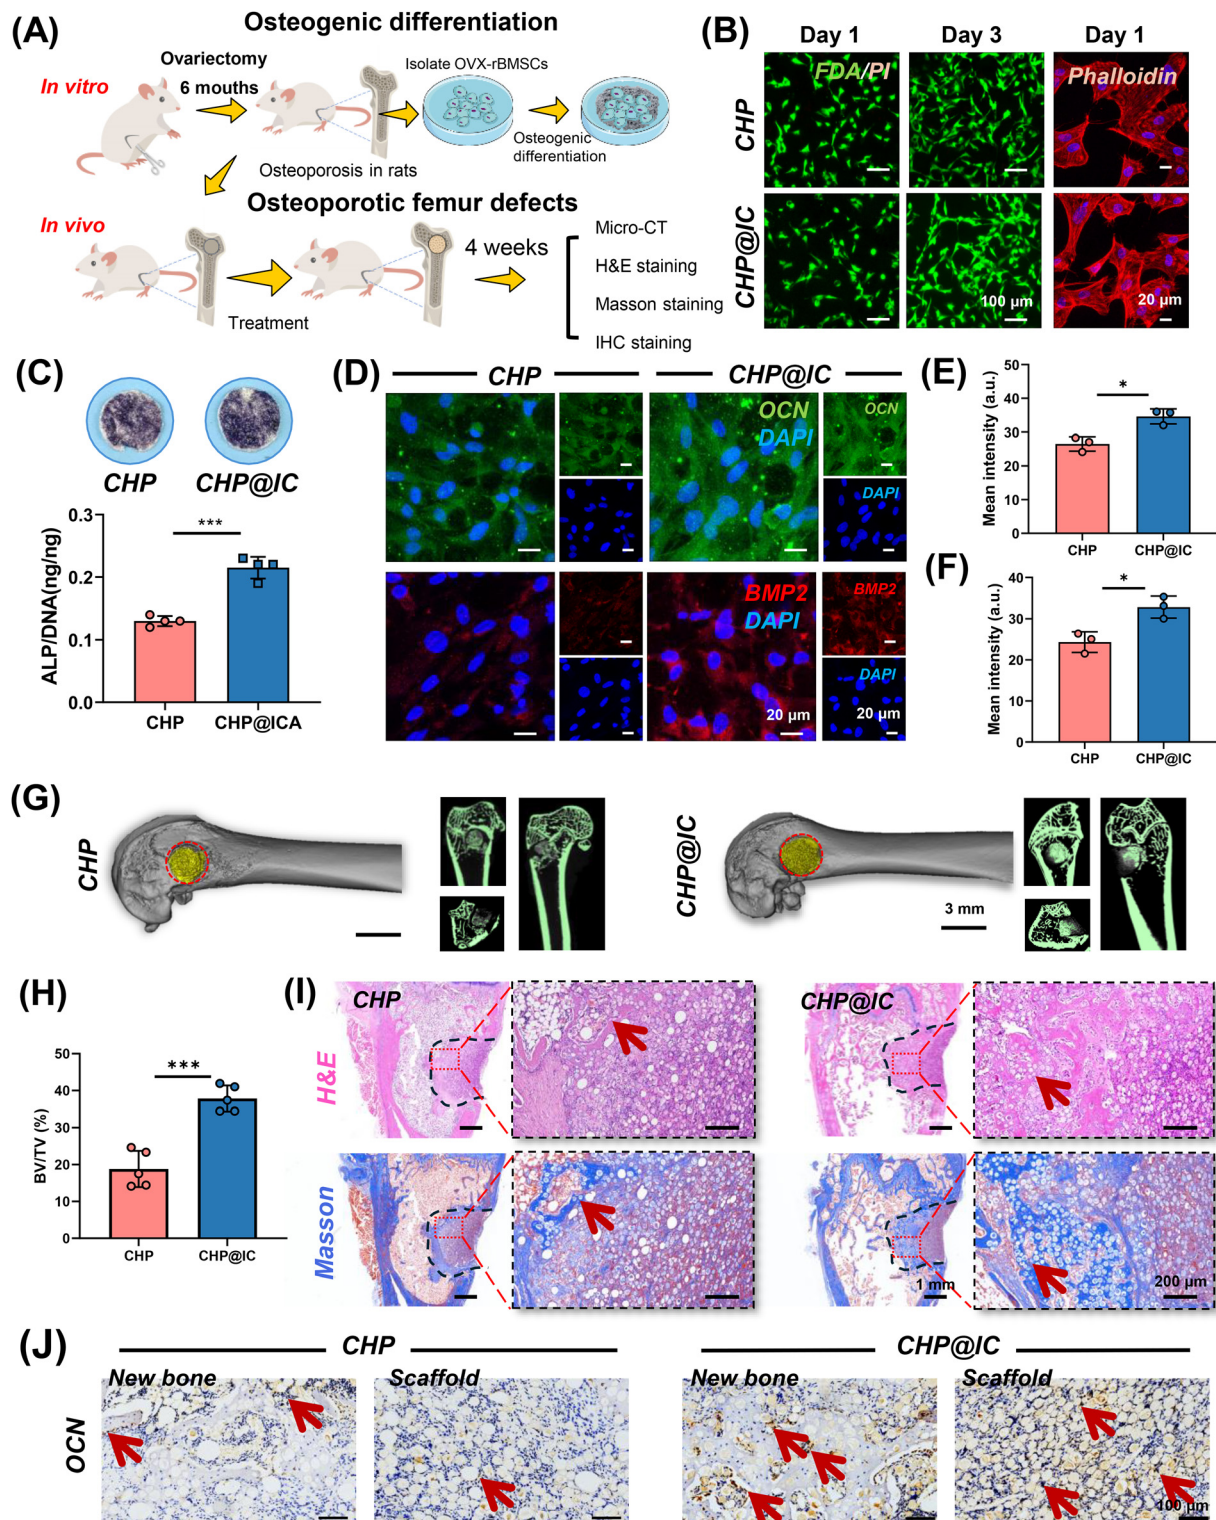 (A)
Osteogenic differentiation
In vitro
Ovariectomy
6 mouths
Isolate OVX-rBMSCs
Osteogenic
differentiation
Osteoporosis in rats
In vivo
Osteoporotic femur defects
Treatment
4 weeks
Micro-CT
H&E staining
Masson staining
IHC staining
(B)
Day 1
Day 3
Day 1
FDA/PI
Phalloidin
CHP
CHP@IC
100 μm
20 μm
(C)
CHP
CHP@IC
ALP/DNA(ng/ng)
0.3
0.2
0.1
0.0
***
CHP
CHP@ICA
(D)
CHP
CHP@IC
OCN
DAPI
OCN
DAPI
BMP2
DAPI
20 μm
BMP2
DAPI
20 μm
(E)
Mean intensity (a.u.)
50
40
30
20
10
0
*
CHP
CHP@IC
(F)
Mean intensity (a.u.)
40
30
20
10
0
*
CHP
CHP@IC
(G)
CHP
CHP@IC
3 mm
(H)
BV/TV (%)
50
40
30
20
10
0
***
CHP
CHP@IC
(I)
CHP
CHP@IC
H&E
Masson
1 mm
200 μm
(J)
CHP
CHP@IC
New bone
Scaffold
New bone
Scaffold
OCN
100 μm